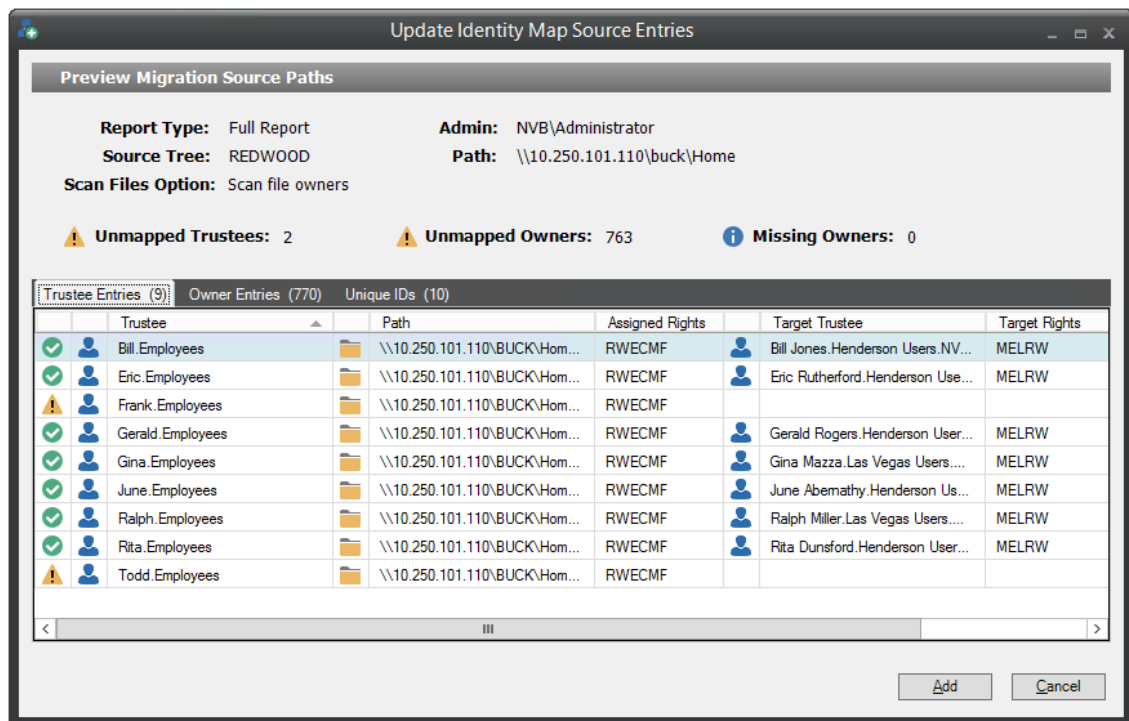 Update Identity Map Source Entries
Preview Migration Source Paths
Report Type: Full Report Admin: NVB\Administrator
Source Tree: REDWOOD Path: \\10.250.101.110\buck\Home
Scan Files Option: Scan file owners
Unmapped Trustees: 2 Unmapped Owners: 763 Missing Owners: 0
Trustee Entries (9) Owner Entries (770) Unique IDs (10)
Trustee Path Assigned Rights Target Trustee Target Rights
Bill.Employees \\10.250.101.110\BUCK\Hom... RWECMF Bill Jones.Henderson Users.NV... MELRW
Eric.Employees \\10.250.101.110\BUCK\Hom... RWECMF Eric Rutherford.Henderson Use... MELRW
Frank.Employees \\10.250.101.110\BUCK\Hom... RWECMF
Gerald.Employees \\10.250.101.110\BUCK\Hom... RWECMF Gerald Rogers.Henderson User... MELRW
Gina.Employees \\10.250.101.110\BUCK\Hom... RWECMF Gina Mazza.Las Vegas Users.... MELRW
June.Employees \\10.250.101.110\BUCK\Hom... RWECMF June Abernathy.Henderson Us... MELRW
Ralph.Employees \\10.250.101.110\BUCK\Hom... RWECMF Ralph Miller.Las Vegas Users.... MELRW
Rita.Employees \\10.250.101.110\BUCK\Hom... RWECMF Rita Dunsford.Henderson User... MELRW
Todd.Employees \\10.250.101.110\BUCK\Hom... RWECMF
Add Cancel